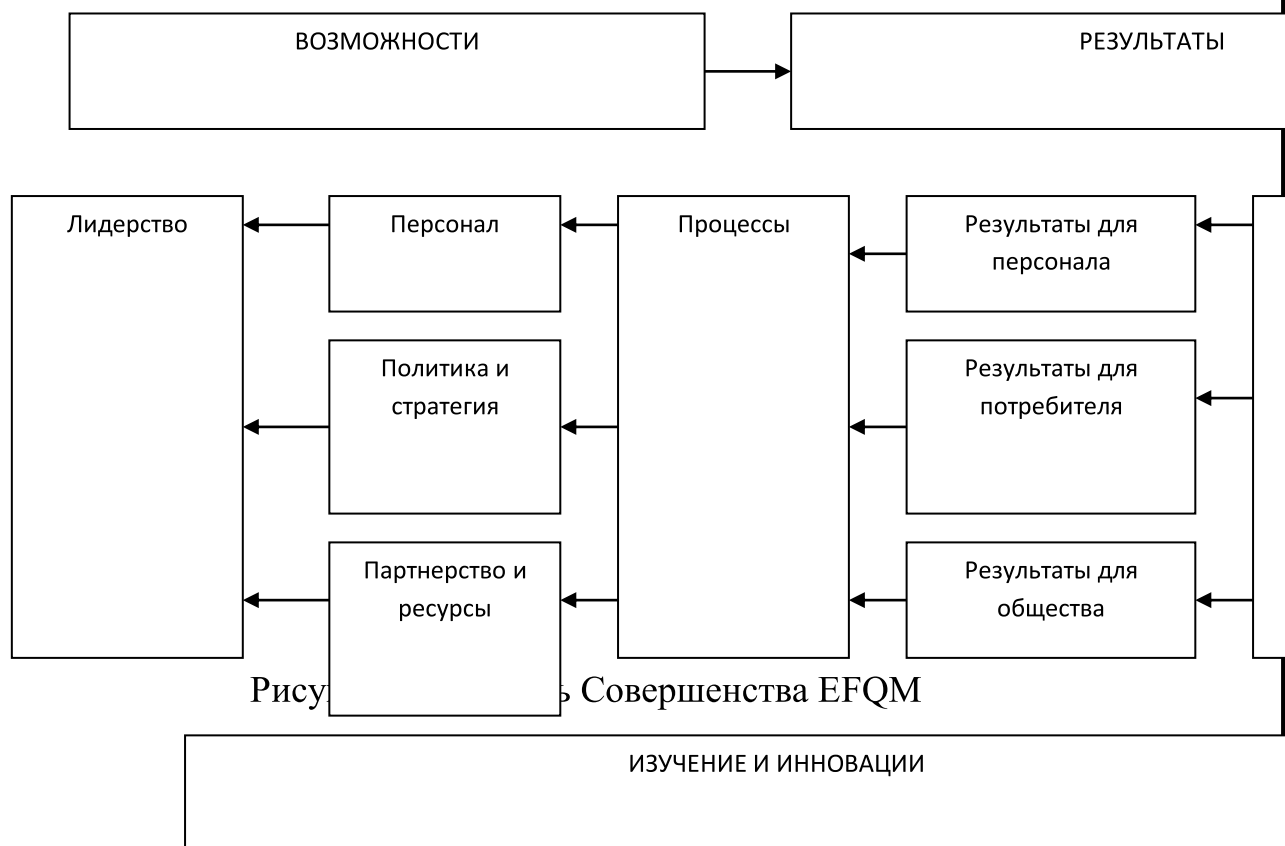 ВОЗМОЖНОСТИ
РЕЗУЛЬТАТЫ
Лидерство
Персонал
Процессы
Результаты для
персонала
Политика и
стратегия
Результаты для
потребителя
Партнерство и
ресурсы
Результаты для
общества
Совершенства EFQM
ИЗУЧЕНИЕ И ИННОВАЦИИ